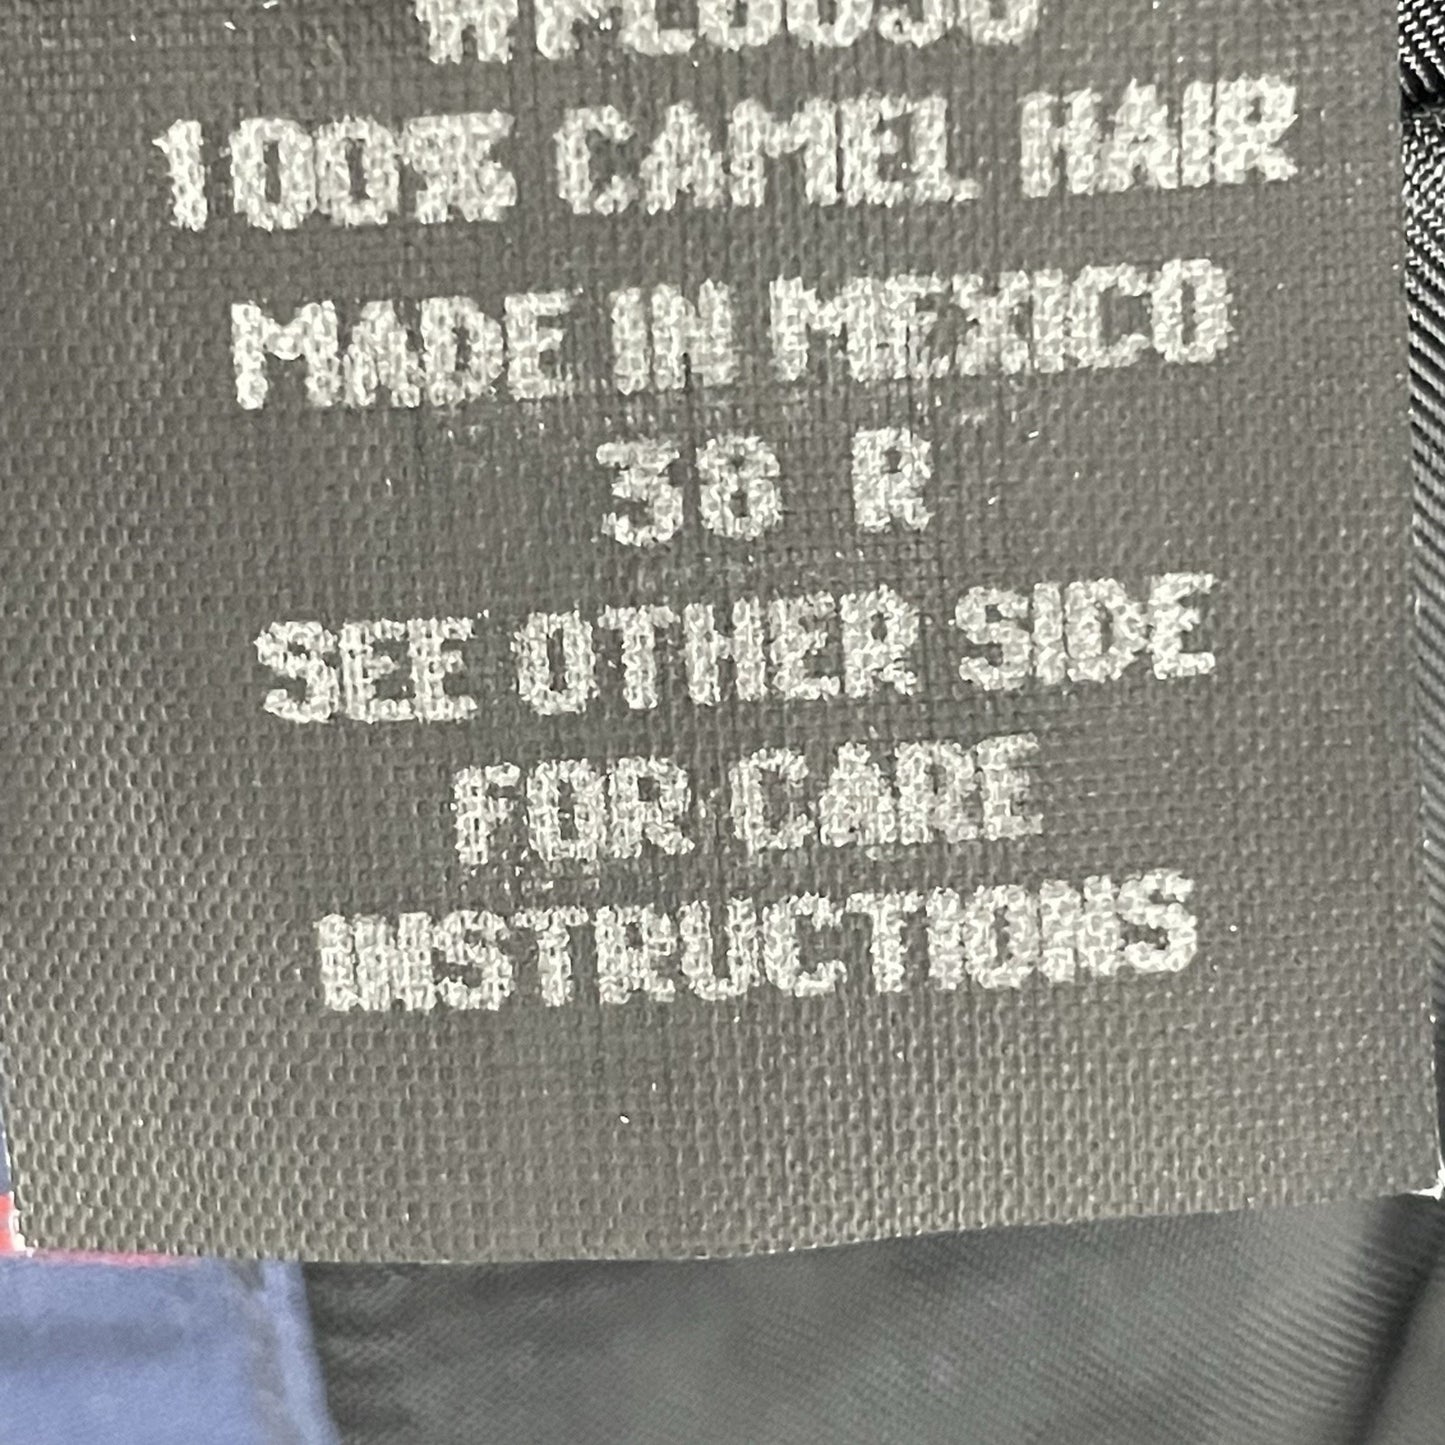 100% CAMEL HAIR
MADE IN MEXICO
38 R
SEE OTHER SIDE
FOR CARE
INSTRUCTIONS